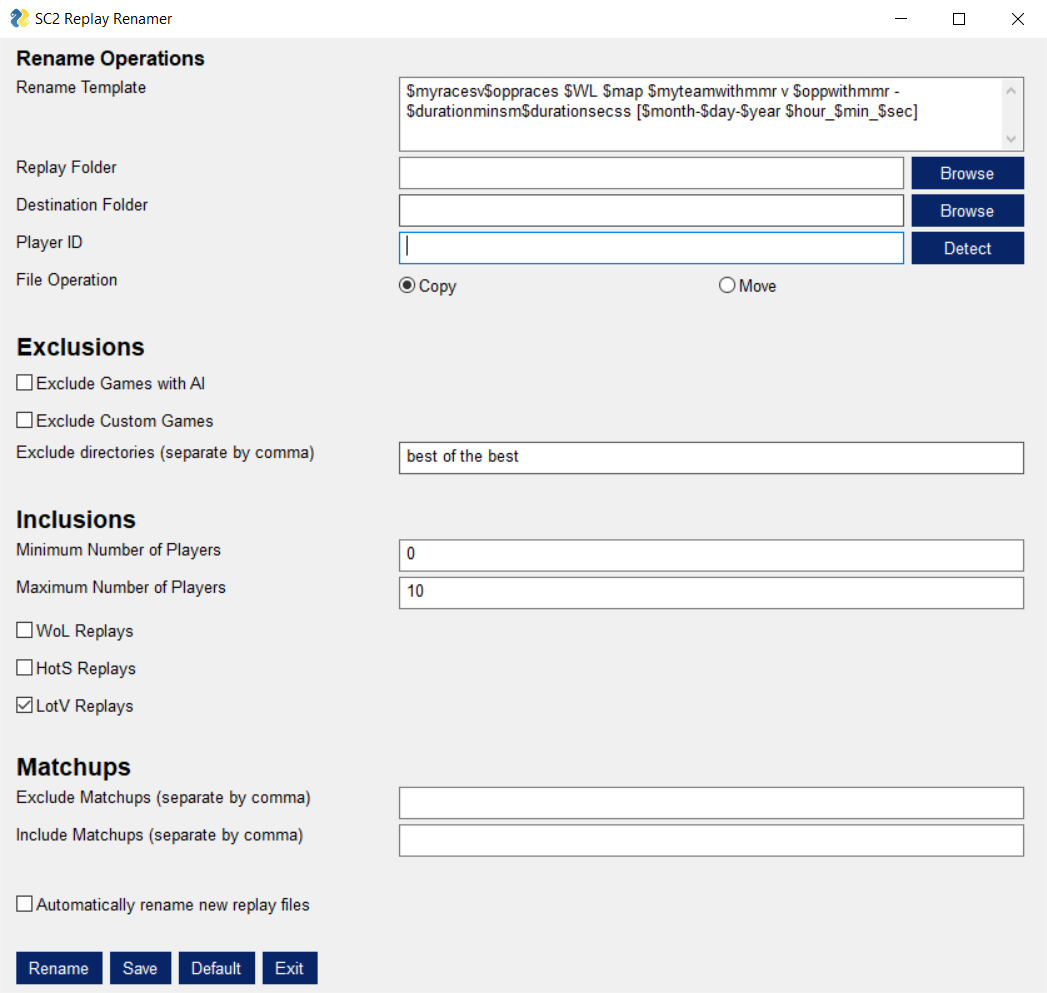 SC2 Replay Renamer
Rename Operations
Rename Template
$myracesv$oppraces $WL $map $myteamwithmmr v $oppwithmmr -
$durationminsm$durationsecss [$month-$day-$year $hour_$min_$sec]
Replay Folder
Browse
Destination Folder
Browse
Player ID
Detect
File Operation
Copy
Move
Exclusions
Exclude Games with AI
Exclude Custom Games
Exclude directories (separate by comma)
best of the best
Inclusions
Minimum Number of Players
0
Maximum Number of Players
10
WoL Replays
HotS Replays
LotV Replays
Matchups
Exclude Matchups (separate by comma)
Include Matchups (separate by comma)
Automatically rename new replay files
Rename
Save
Default
Exit